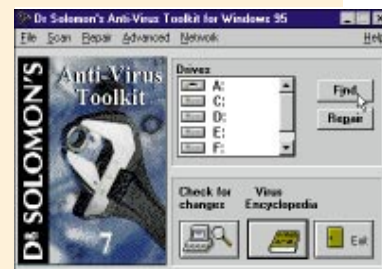 Dr Solomon's Anti-Virus Toolkit for Windows 95
File Scan Repair Advanced Network Help
DR SOLOMON'S
Anti-Virus
Toolkit
7
Drives
A:
C:
D:
E:
F:
Find
Repair
Check for changes
Virus Encyclopedia
Exit